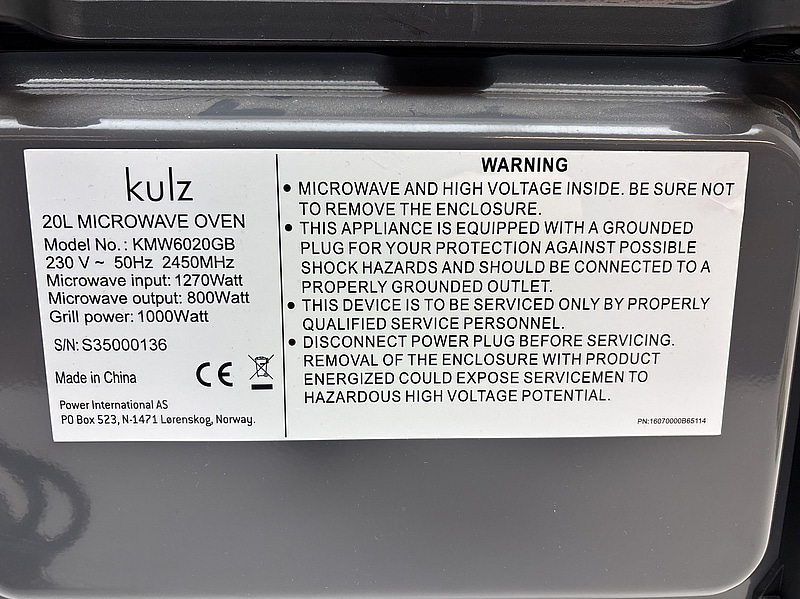 kulz
20L MICROWAVE OVEN
Model No.: KMW6020GB
230 V ~ 50Hz 2450MHz
Microwave input: 1270Watt
Microwave output: 800Watt
Grill power: 1000Watt
S/N: S35000136
Made in China
CE
Power International AS
PO Box 523, N-1471 Lørenskog, Norway.
WARNING
• MICROWAVE AND HIGH VOLTAGE INSIDE. BE SURE NOT
TO REMOVE THE ENCLOSURE.
• THIS APPLIANCE IS EQUIPPED WITH A GROUNDED
PLUG FOR YOUR PROTECTION AGAINST POSSIBLE
SHOCK HAZARDS AND SHOULD BE CONNECTED TO A
PROPERLY GROUNDED OUTLET.
• THIS DEVICE IS TO BE SERVICED ONLY BY PROPERLY
QUALIFIED SERVICE PERSONNEL.
• DISCONNECT POWER PLUG BEFORE SERVICING.
REMOVAL OF THE ENCLOSURE WITH PRODUCT
ENERGIZED COULD EXPOSE SERVICEMEN TO
HAZARDOUS HIGH VOLTAGE POTENTIAL.
PN:16070000B65114